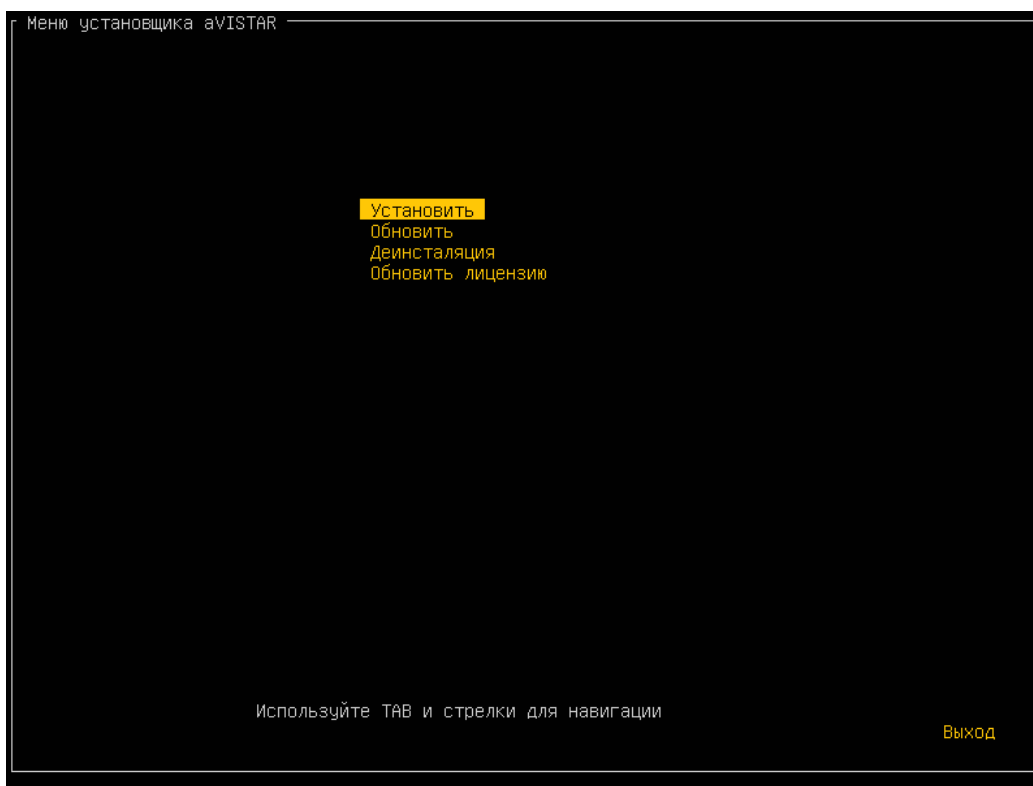 Меню установщика aVISTAR
Установить
Обновить
Деинсталяция
Обновить лицензию
Используйте TAB и стрелки для навигации
Выход